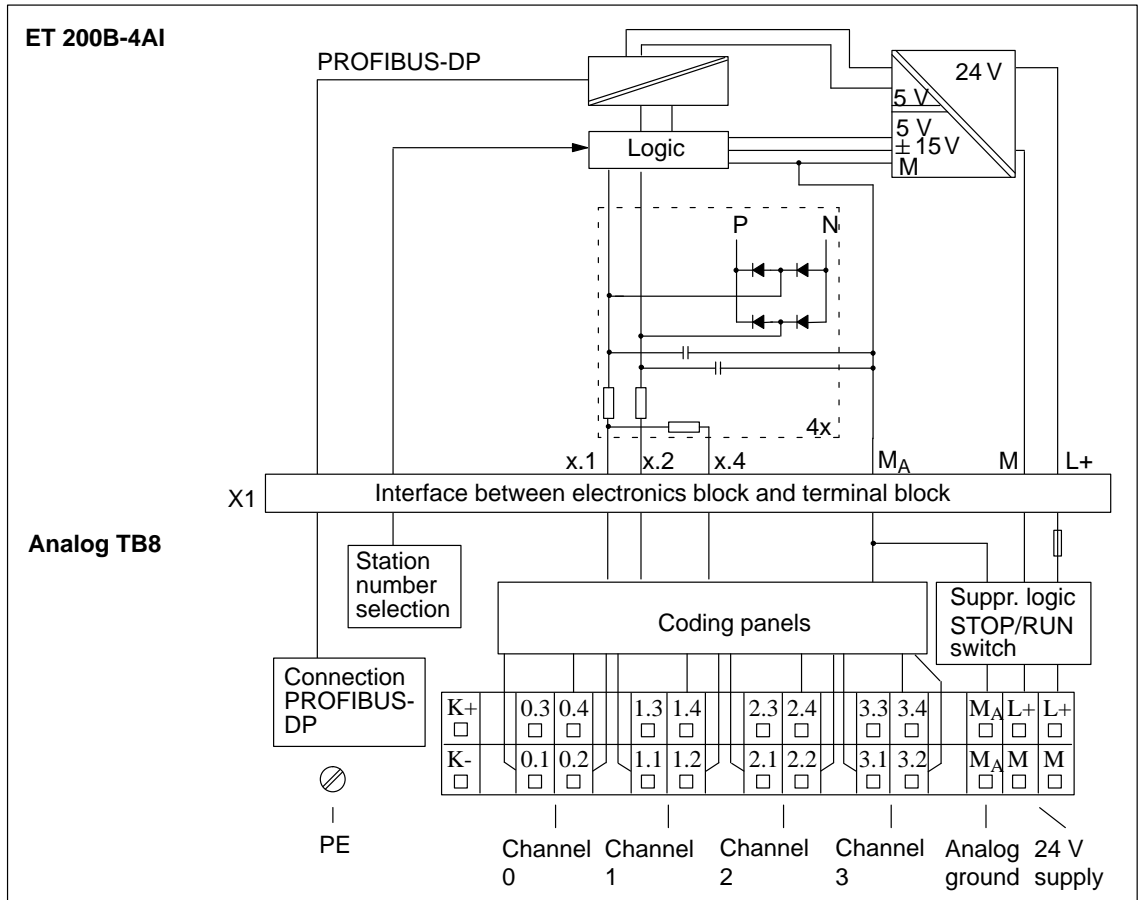 ET 200B-4AI
PROFIBUS-DP
24 V
5 V
5 V
± 15 V
M
Logic
P N
4x
x.1 x.2 x.4 MA M L+
X1 Interface between electronics block and terminal block
Analog TB8
Station
number
selection
Coding panels
Suppr. logic
STOP/RUN
switch
Connection
PROFIBUS-
DP
K+ 0.3 0.4 1.3 1.4 2.3 2.4 3.3 3.4 MA L+ L+
K- 0.1 0.2 1.1 1.2 2.1 2.2 3.1 3.2 MA M M
PE
Channel
0
Channel
1
Channel
2
Channel
3
Analog
ground
24 V
supply